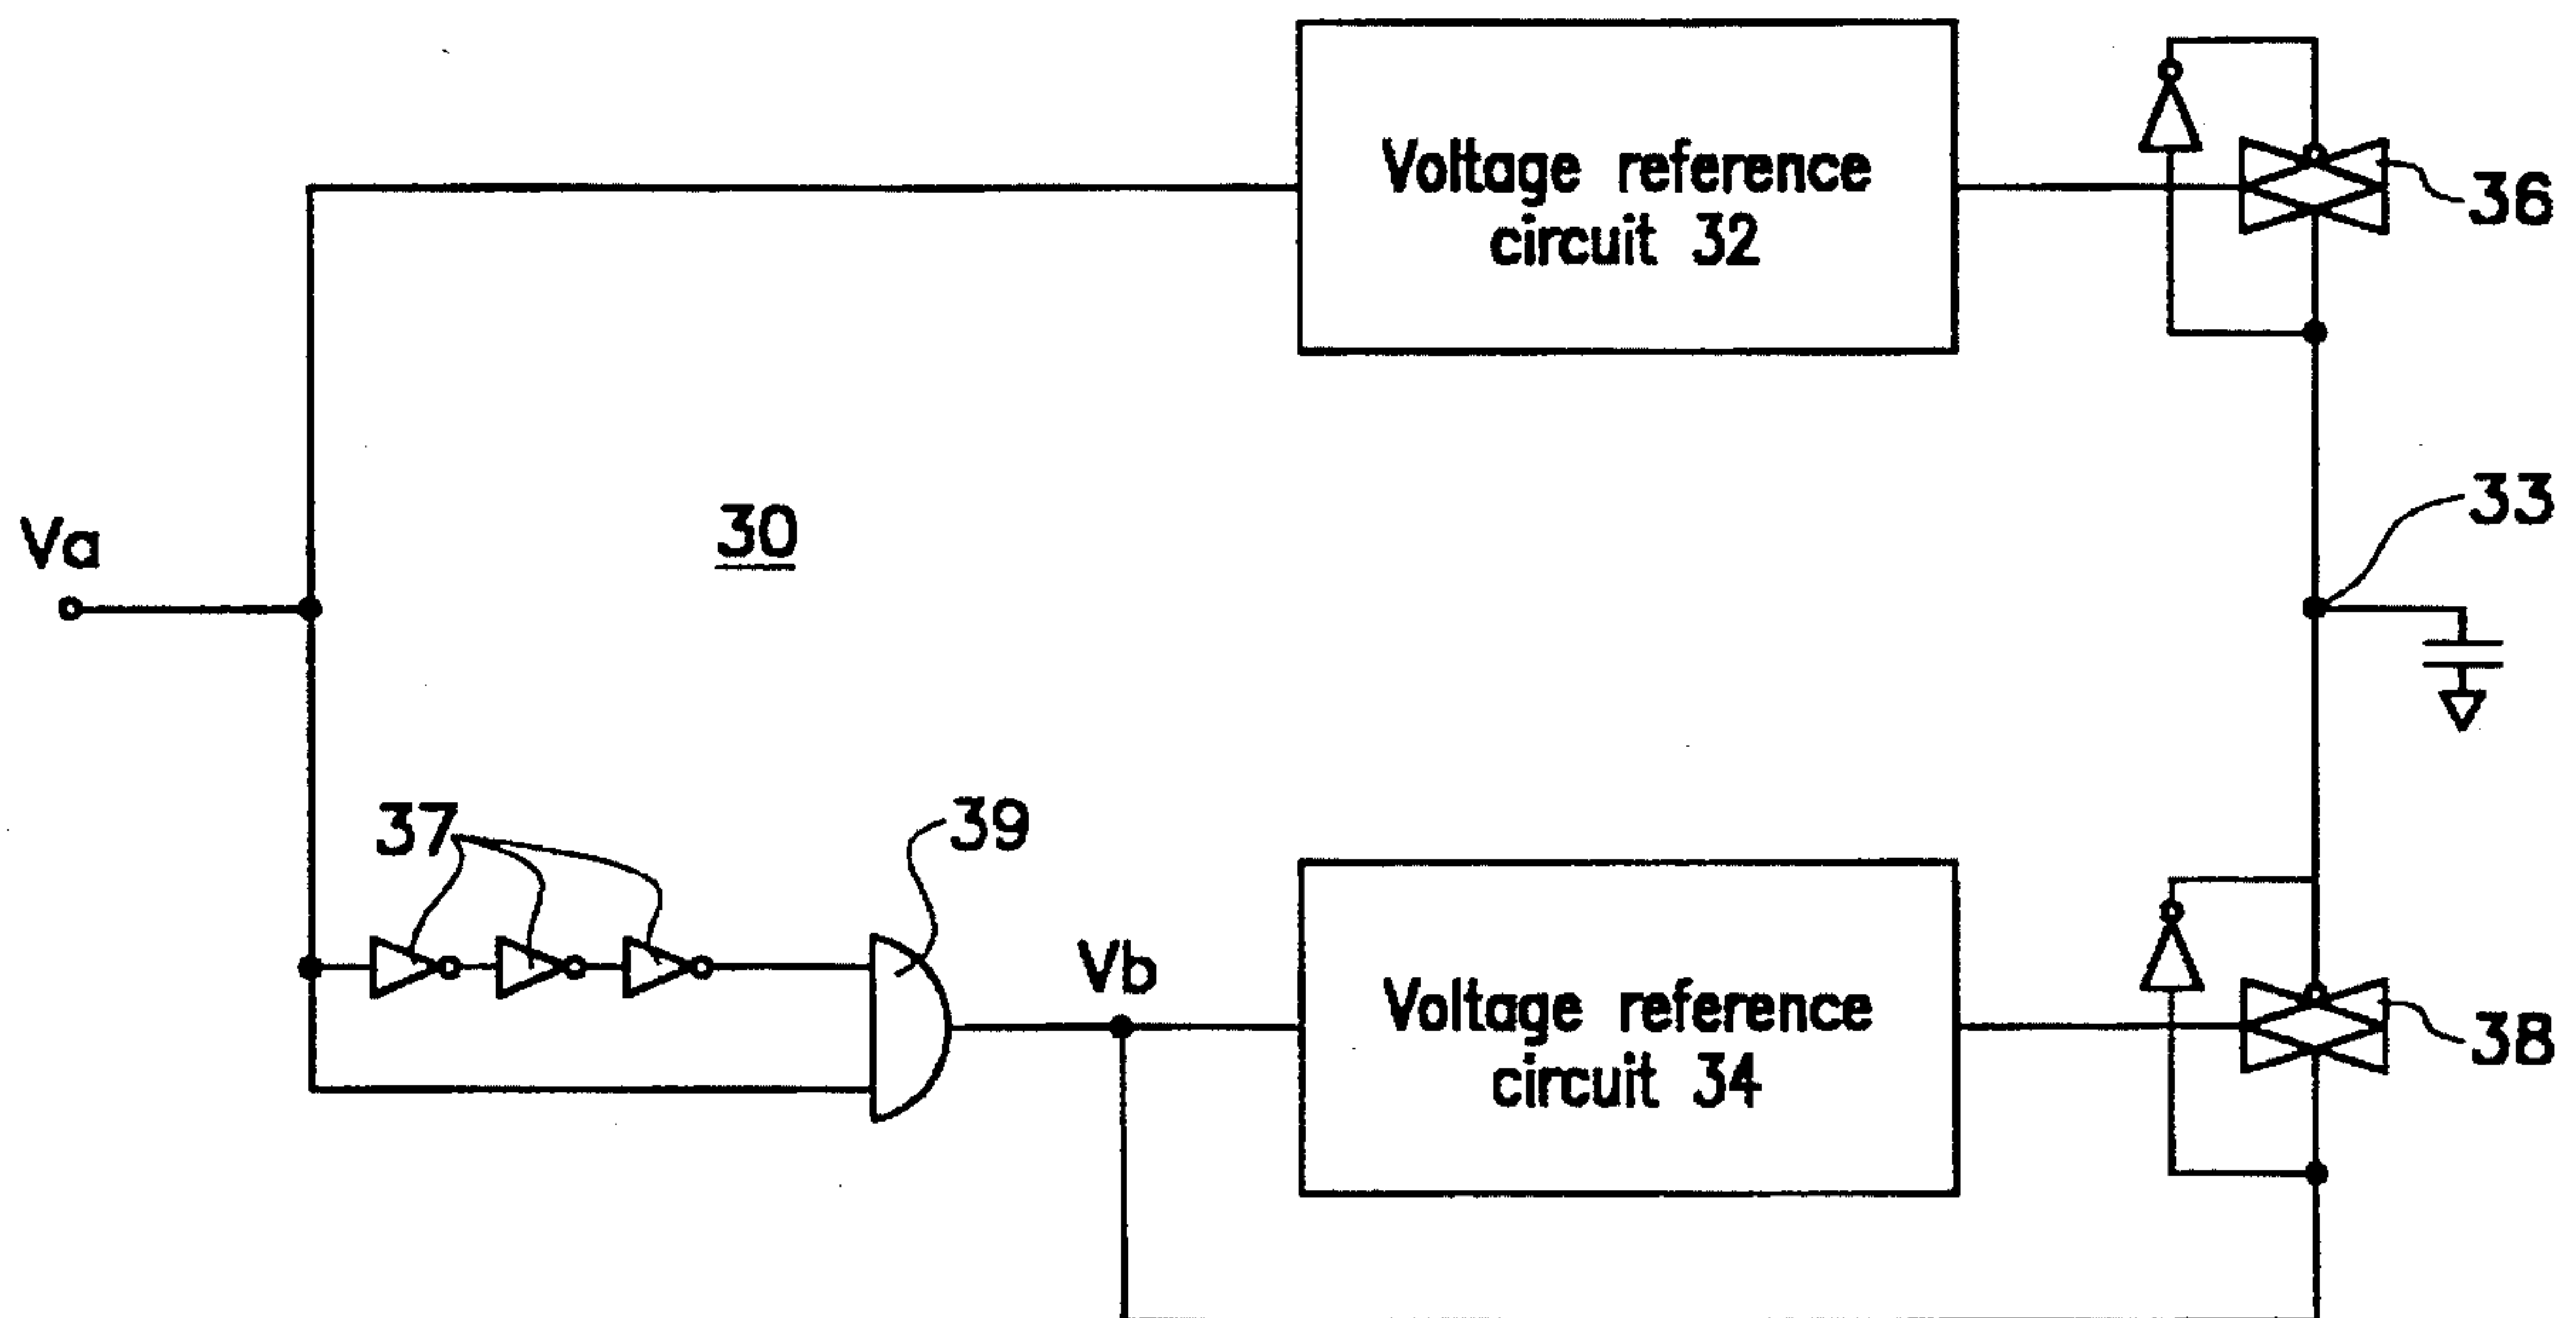 Voltage reference
circuit 32
36
33
30
Va
37
39
Vb
Voltage reference
circuit 34
38